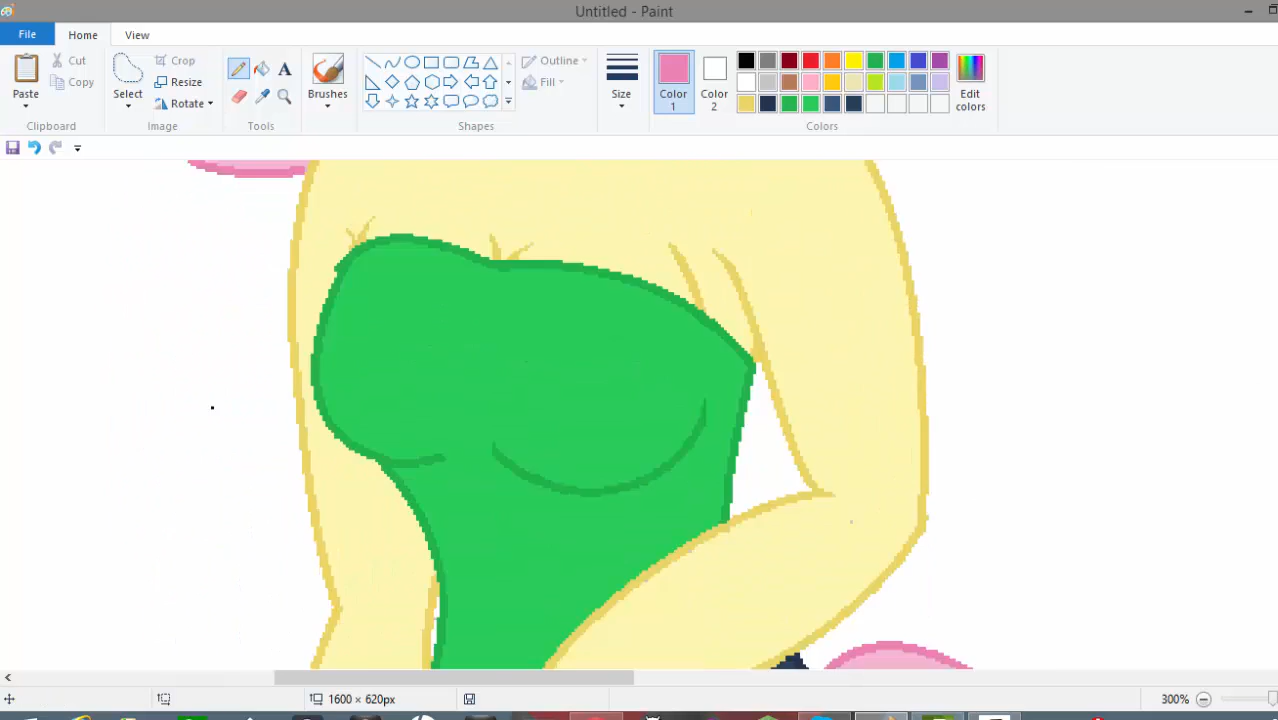 Untitled - Paint
File Home View
Paste Cut Copy Select Crop Resize Rotate A Brushes Outline Fill Size Color 1 Color 2 Edit colors
Clipboard Image Tools Shapes Colors
1600 × 620px 300%